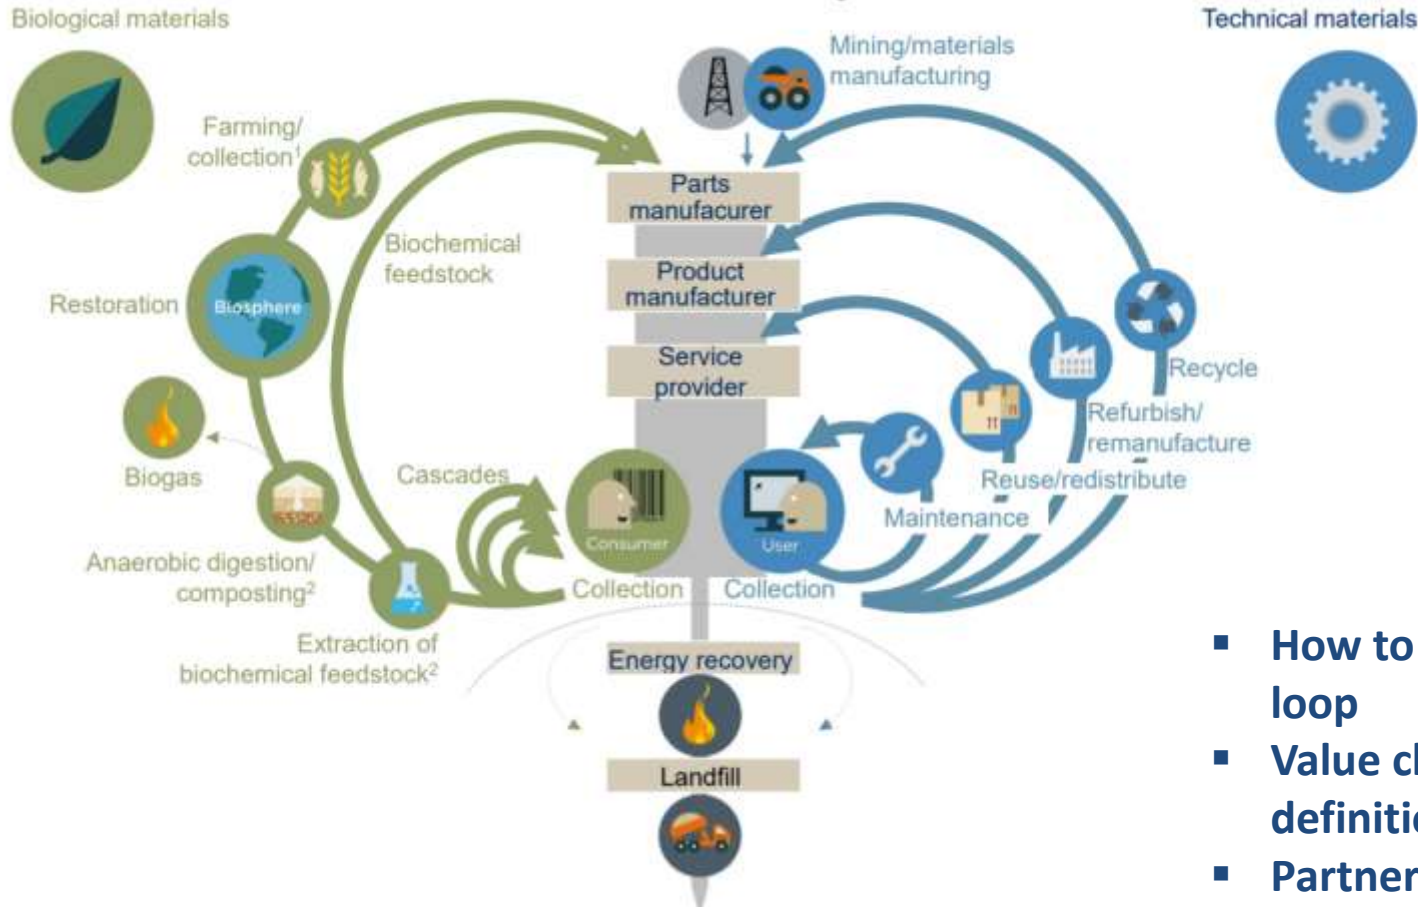 Biological materials
Technical materials
Mining/materials
manufacturing
Farming/
collection¹
Parts
manufacurer
Biochemical
feedstock
Product
manufacturer
Restoration
Biosphere
Service
provider
Recycle
Refurbish/
remanufacture
Biogas
Cascades
Reuse/redistribute
Maintenance
Consumer
User
Anaerobic digestion/
composting²
Collection
Collection
Extraction of
biochemical feedstock²
Energy recovery
Landfill
▪ How to
loop
▪ Value
▪ Partner